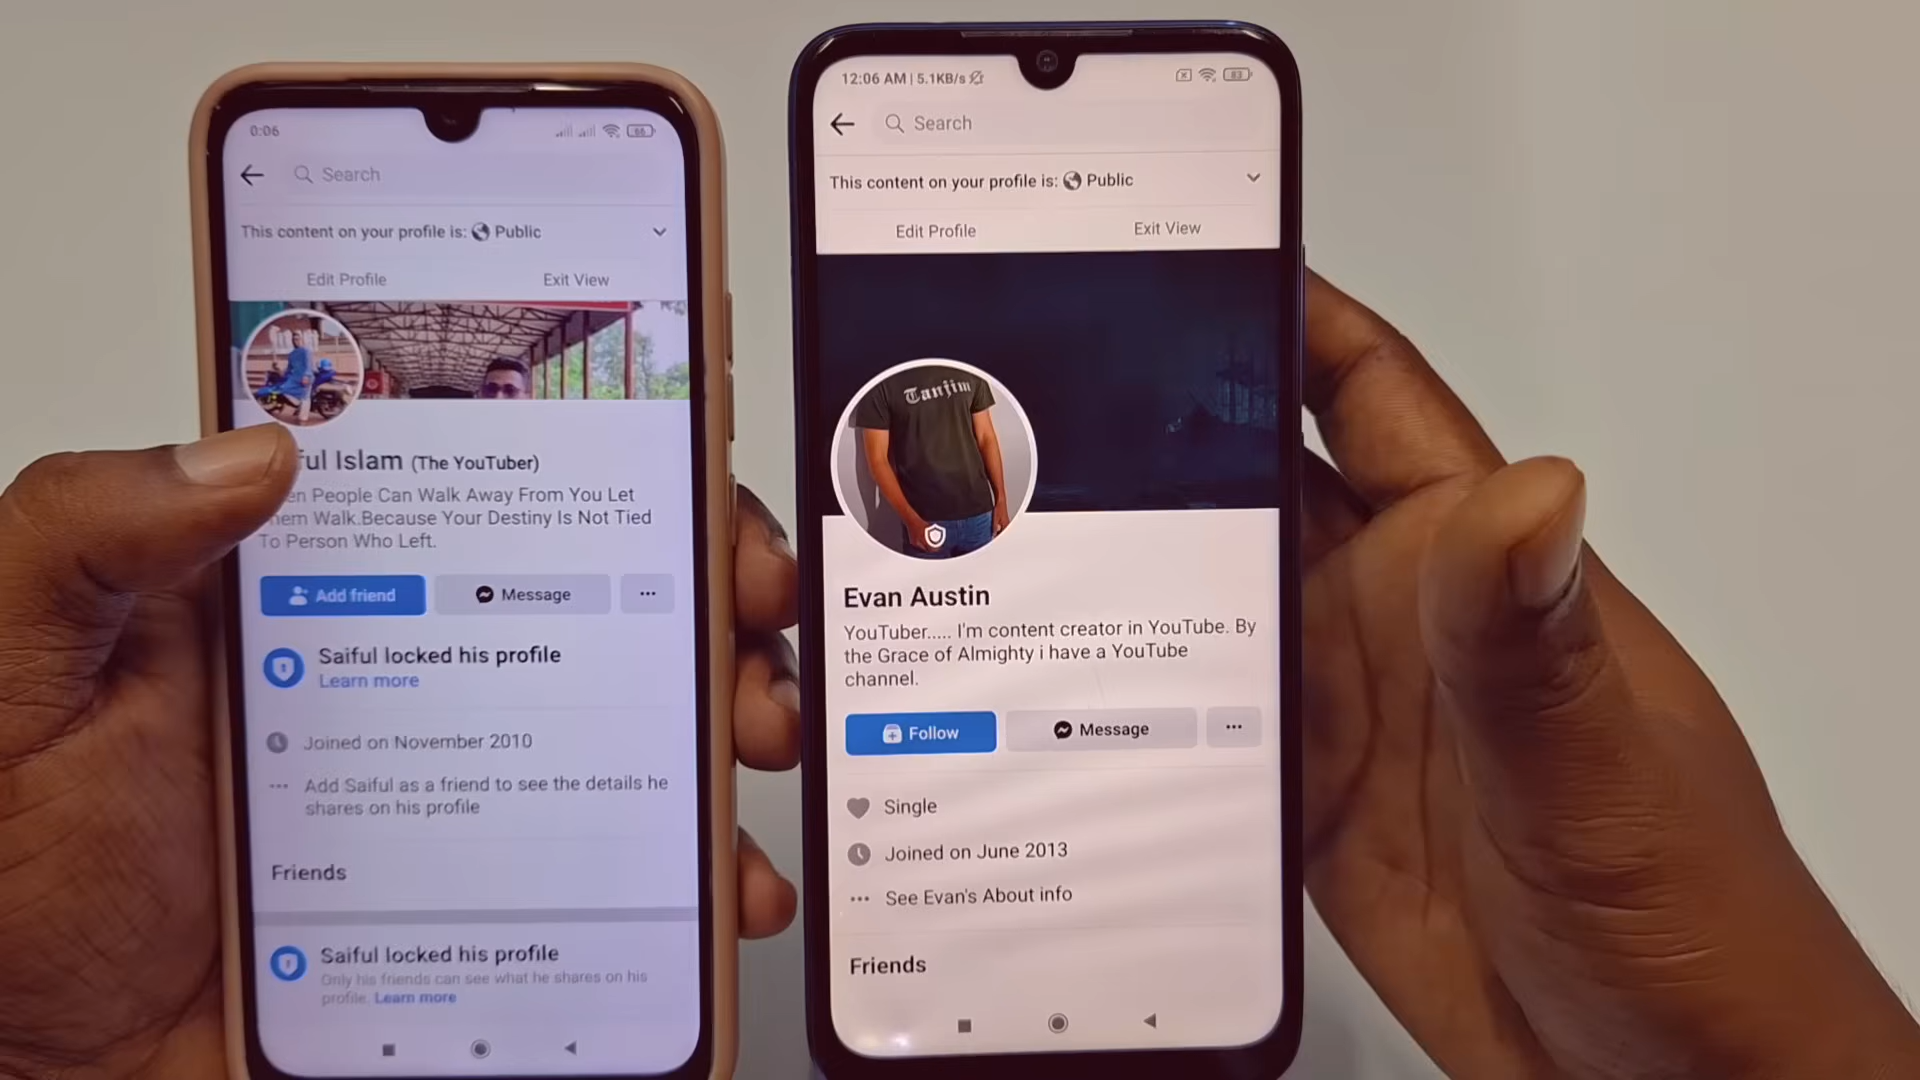 0:06
66
Search
This content on your profile is: Public
Edit Profile
Exit View
Islam (The YouTuber)
People Can Walk Away From You Let
Walk.Because Your Destiny Is Not Tied
To Person Who Left.
Add friend
Message
Saiful locked his profile
Learn more
Joined on November 2010
Add Saiful as a friend to see the details he
shares on his profile
Friends
Saiful locked his profile
Only his friends can see what he shares on his
profile. Learn more
12:06 AM | 5.1KB/s
83
Search
This content on your profile is: Public
Edit Profile
Exit View
Tanjim
Evan Austin
YouTuber..... I'm content creator in YouTube. By
the Grace of Almighty i have a YouTube
channel.
Follow
Message
Single
Joined on June 2013
See Evan's About info
Friends